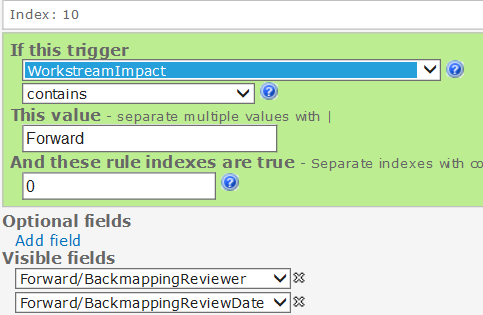 Index: 10
If this trigger
WorkstreamImpact
contains
This value - separate multiple values with |
Forward
And these rule indexes are true - Separate indexes with co
0
Optional fields
Add field
Visible fields
Forward/BackmappingReviewer
Forward/BackmappingReviewDate